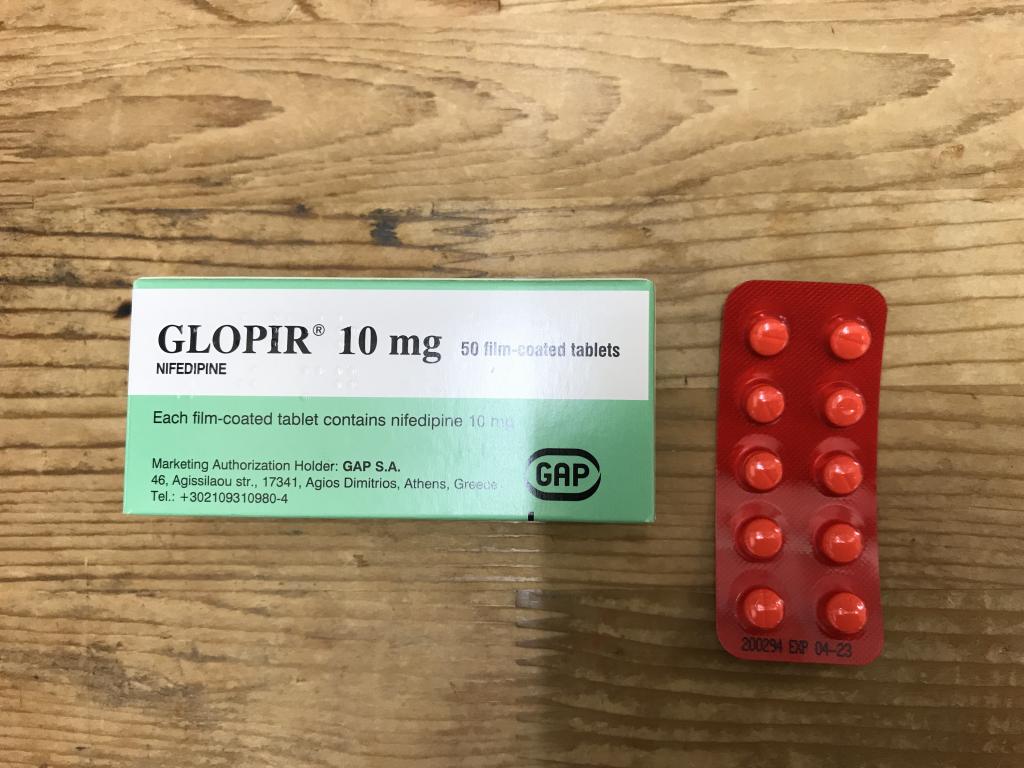 GLOPIR® 10 mg 50 film-coated tablets
NIFEDIPINE
Each film-coated tablet contains nifedipine 10 mg
Marketing Authorization Holder: GAP S.A.
46, Agissilaou str., 17341, Agios Dimitrios, Athens, Greece
Tel.: +302109310980-4
GAP
200294 EXP 04-23